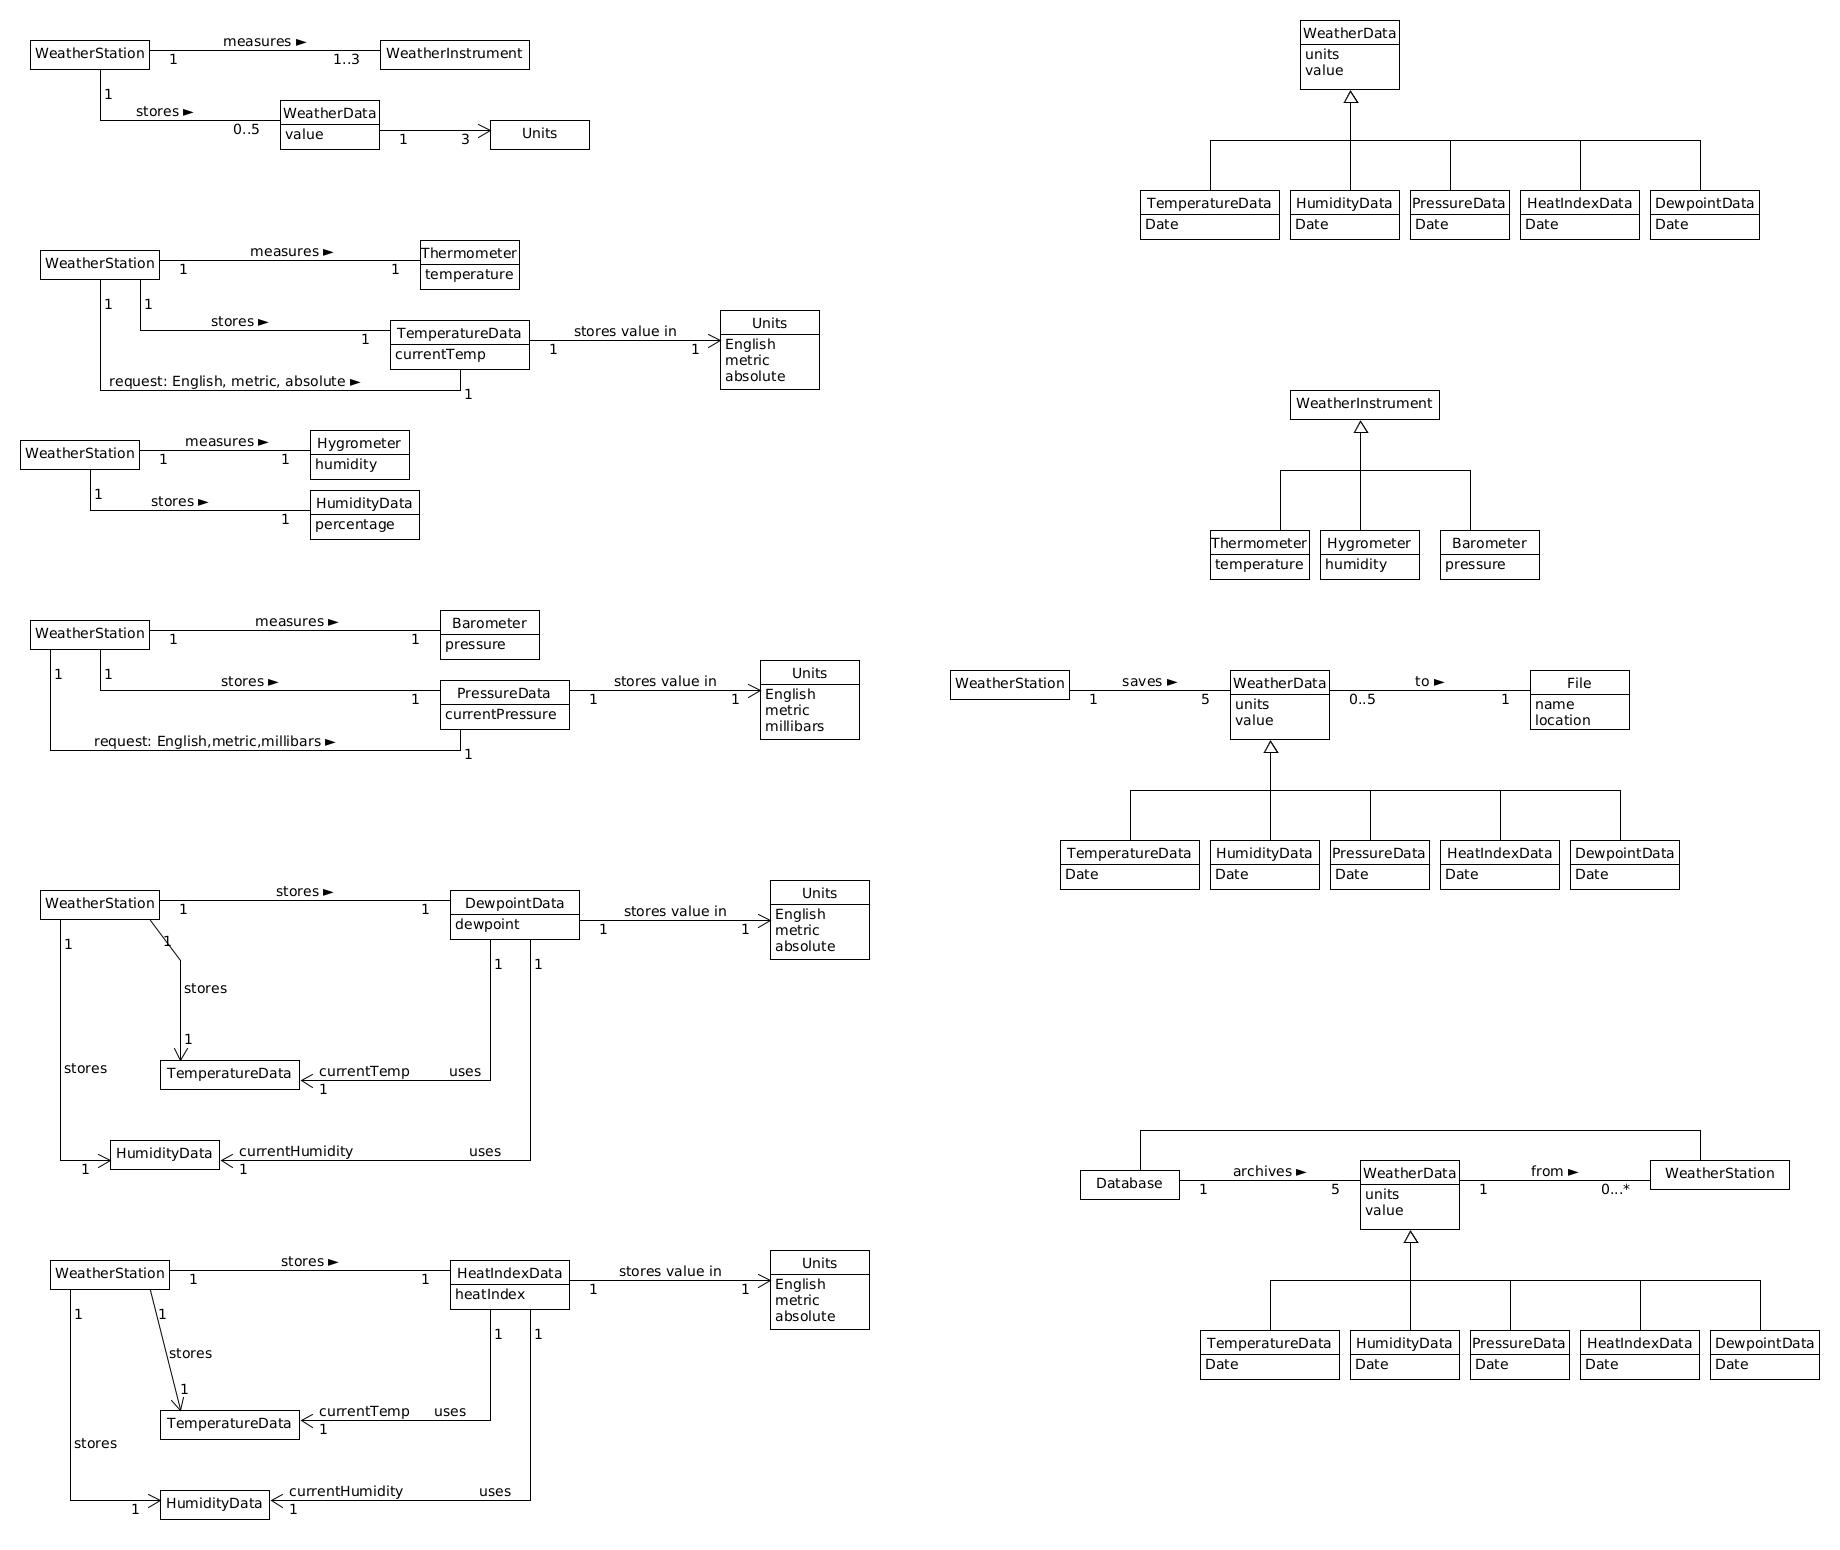 WeatherStation
measures ►
1
1..3
WeatherInstrument
1
stores ►
0..5
WeatherData
value
1
3
Units
WeatherStation
measures ►
1
1
Thermometer
temperature
1
1
stores ►
1
TemperatureData
currentTemp
stores value in
1
1
Units
English
metric
absolute
request: English, metric, absolute ►
1
WeatherStation
measures ►
1
1
Hygrometer
humidity
1
stores ►
1
HumidityData
percentage
WeatherStation
measures ►
1
1
Barometer
pressure
1
1
stores ►
1
PressureData
currentPressure
stores value in
1
1
Units
English
metric
millibars
request: English,metric,millibars ►
1
WeatherStation
stores ►
1
1
DewpointData
dewpoint
stores value in
1
1
Units
English
metric
absolute
1
1
1
1
stores
1
stores
TemperatureData
currentTemp
uses
1
HumidityData
currentHumidity
uses
1
1
WeatherStation
stores ►
1
1
HeatIndexData
heatIndex
stores value in
1
1
Units
English
metric
absolute
1
1
1
1
stores
1
TemperatureData
currentTemp
uses
1
stores
HumidityData
currentHumidity
uses
1
1
WeatherData
units
value
TemperatureData
Date
HumidityData
Date
PressureData
Date
HeatIndexData
Date
DewpointData
Date
WeatherInstrument
Thermometer
temperature
Hygrometer
humidity
Barometer
pressure
WeatherStation
saves ►
1
5
WeatherData
units
value
to ►
0..5
1
File
name
location
TemperatureData
Date
HumidityData
Date
PressureData
Date
HeatIndexData
Date
DewpointData
Date
Database
archives ►
1
5
WeatherData
units
value
from ►
1
0...*
WeatherStation
TemperatureData
Date
HumidityData
Date
PressureData
Date
HeatIndexData
Date
DewpointData
Date